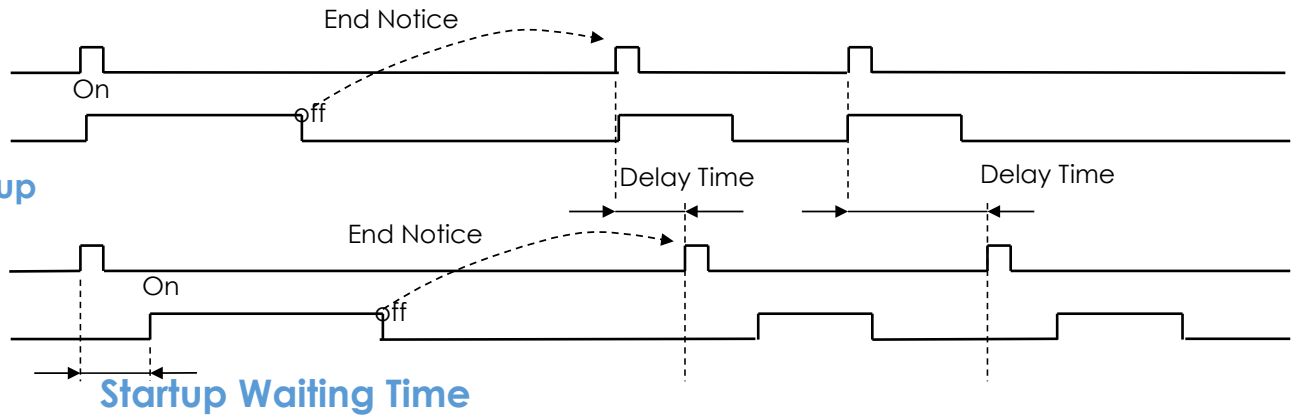 End Notice
On
off
Delay Time
Delay Time
up
End Notice
On
off
Startup Waiting Time